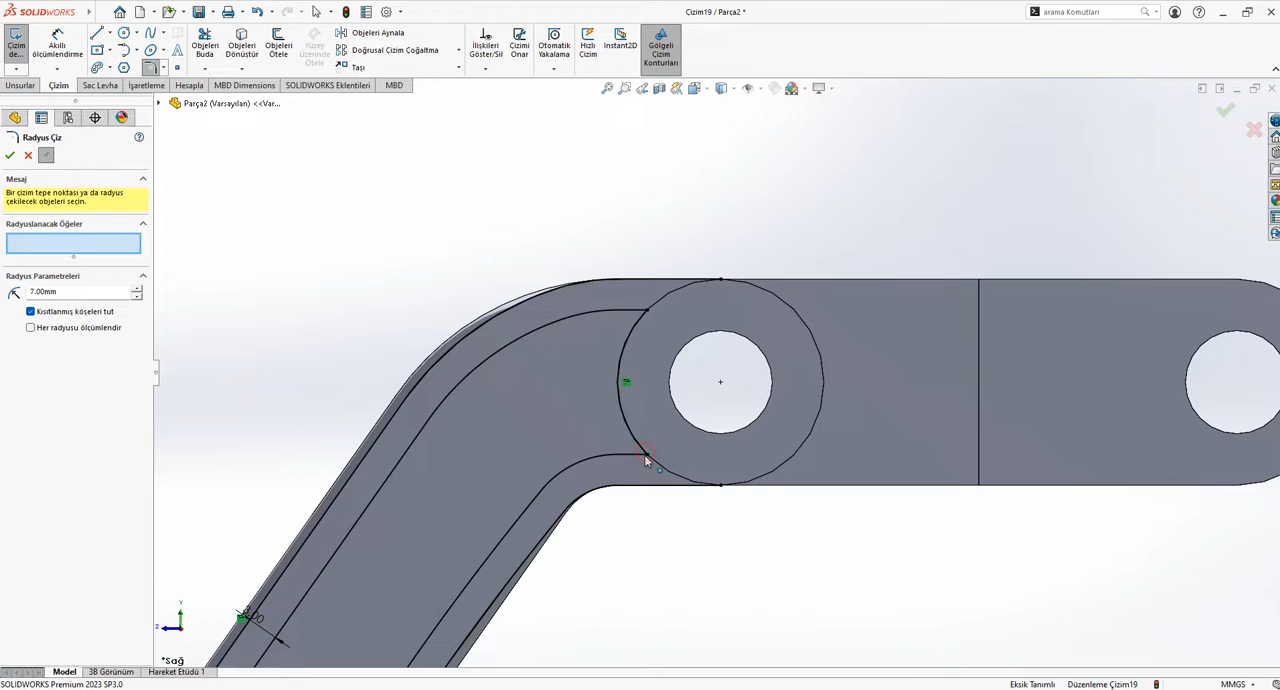 SOLIDWORKS
Çizim19 / Parça2 *
arama Komutları
Çizim de...
Akıllı ölçümlendirme
Objeleri Buda
Objeleri Dönüştür
Objeleri Ötele
Yüzey Üzerinde Ötele
Objeleri Aynala
Doğrusal Çizim Çoğaltma
Taşı
İlişkileri Göster/Sil
Çizimi Onar
Otomatik Yakalama
Hızlı Çizim
Instant2D
Gölgeli Çizim Konturları
Unsurlar
Çizim
Sac Levha
İşaretleme
Hesapla
MBD Dimensions
SOLIDWORKS Eklentileri
MBD
Parça2 (Varsayılan) <<Var...
Radyus Çiz
Mesaj
Bir çizim tepe noktası ya da radyus
çekilecek objeleri seçin.
Radyuslanacak Öğeler
Radyus Parametreleri
7.00mm
Kısıtlanmış köşeleri tut
Her radyusu ölçümlendir
Y
Z
*Sağ
Model
3B Görünüm
Hareket Etüdü 1
SOLIDWORKS Premium 2023 SP3.0
Eksik Tanımlı
Düzenleme Çizim19
MMGS